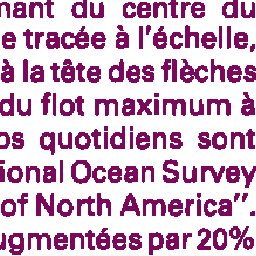 nant du centre du
e tracée à l'échelle,
à la tête des flèches
du flot maximum à
os quotidiens sont
ional Ocean Survey
of North America".
ugmentées par 20%